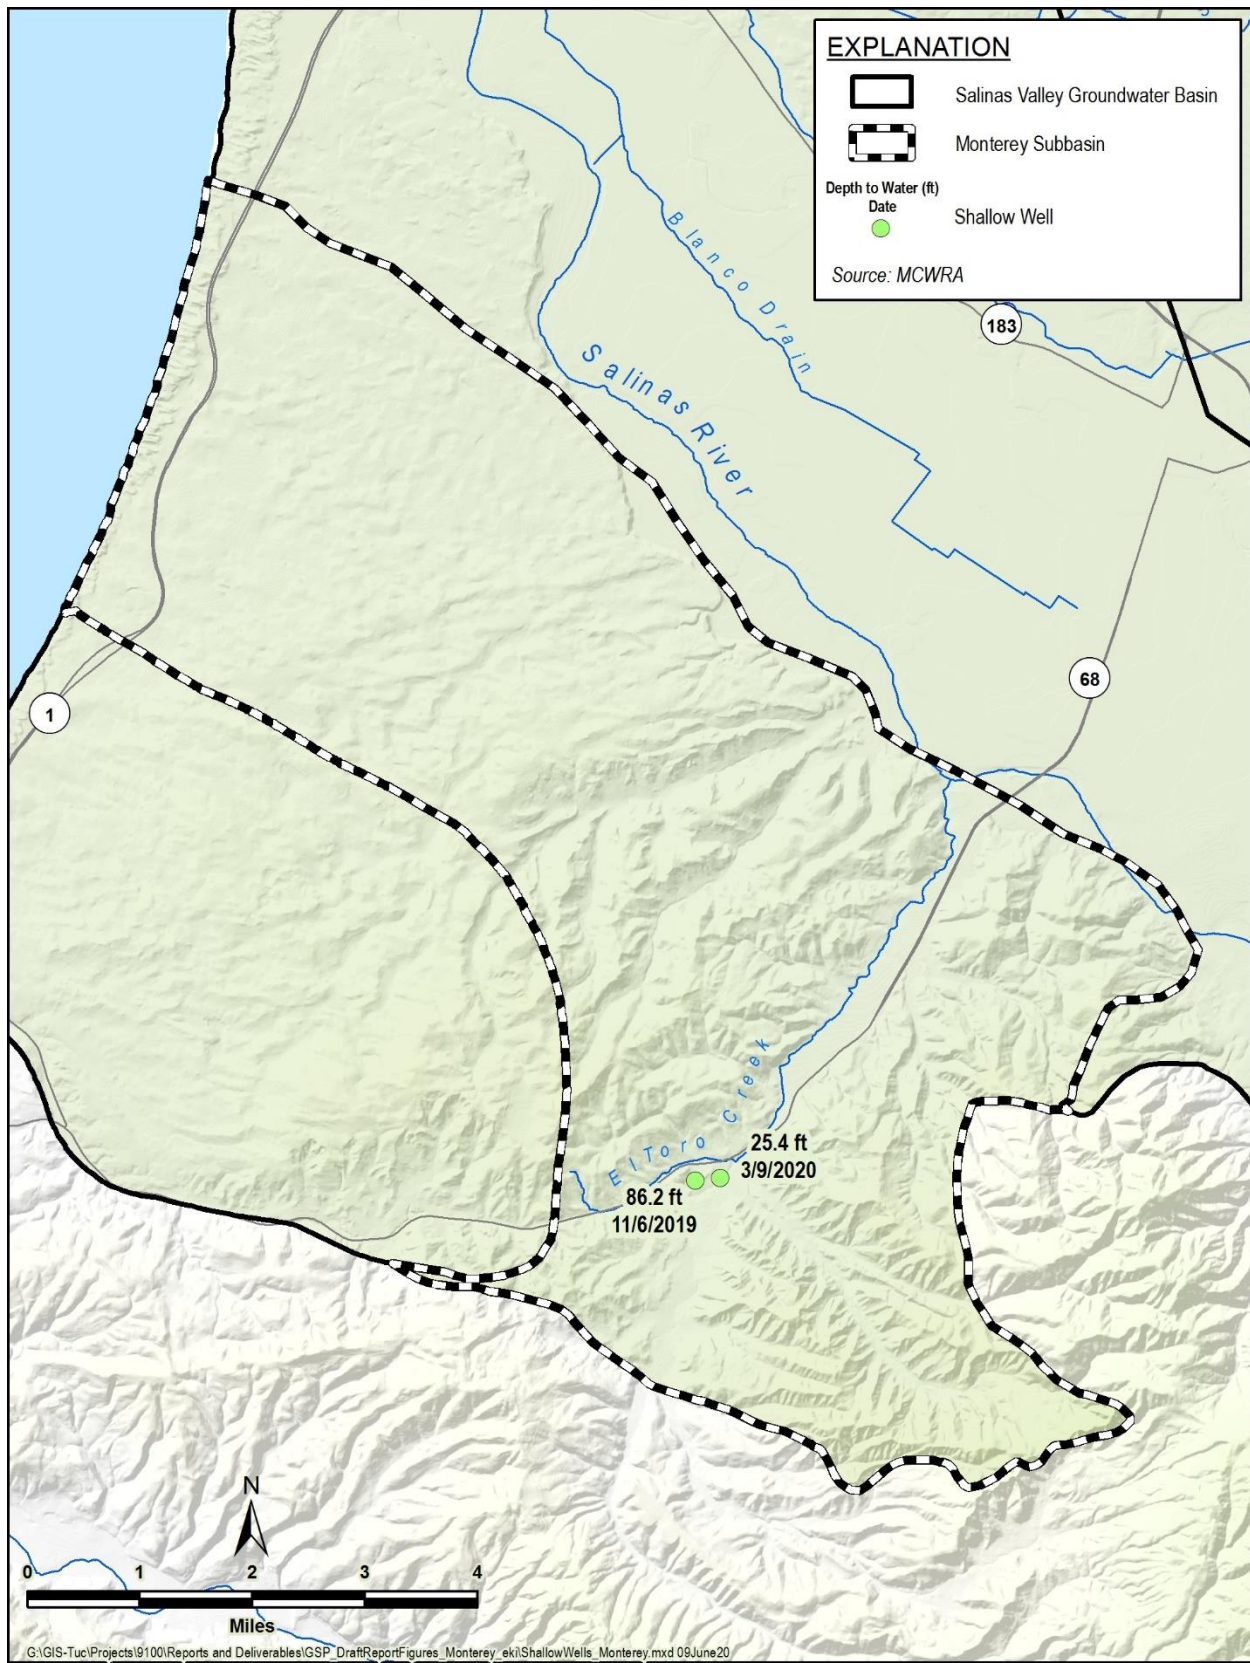 EXPLANATION
Salinas Valley Groundwater Basin
Monterey Subbasin
Depth to Water (ft)
Date
Shallow Well
Source: MCWRA
Blanco Drain
183
Salinas River
68
1
El Toro Creek
25.4 ft
3/9/2020
86.2 ft
11/6/2019
N
0 1 2 3 4
Miles
G:\GIS-Tuc\Projects\9100\Reports and Deliverables\GSP_DraftReportFigures_Monterey_eki\ShallowWells_Monterey.mxd 09June20